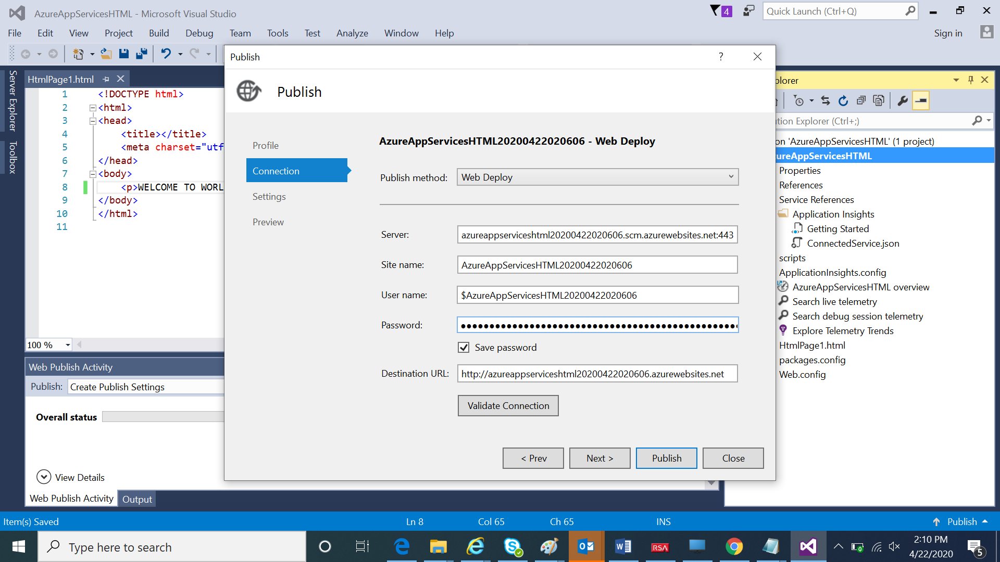 AzureAppServicesHTML - Microsoft Visual Studio
4
Quick Launch (Ctrl+Q)
File Edit View Project Build Debug Team Tools Test Analyze Window Help
Sign in
Server Explorer
Toolbox
HtmlPage1.html
1 <!DOCTYPE html>
2 <html>
3 <head>
4 <title></title>
5 <meta charset="utf
6 </head>
7 <body>
8 <p>WELCOME TO WORL
9 </body>
10 </html>
11
100 %
Web Publish Activity
Publish: Create Publish Settings
Overall status
View Details
Web Publish Activity Output
Publish
?
Publish
Profile
Connection
Settings
Preview
AzureAppServicesHTML20200422020606 - Web Deploy
Publish method: Web Deploy
Server: azureappserviceshtml20200422020606.scm.azurewebsites.net:443
Site name: AzureAppServicesHTML20200422020606
User name: $AzureAppServicesHTML20200422020606
Password:
Save password
Destination URL: http://azureappserviceshtml20200422020606.azurewebsites.net
Validate Connection
< Prev Next > Publish Close
plorer
tion Explorer (Ctrl+;)
on 'AzureAppServicesHTML' (1 project)
ureAppServicesHTML
Properties
References
Service References
Application Insights
Getting Started
ConnectedService.json
scripts
ApplicationInsights.config
AzureAppServicesHTML overview
Search live telemetry
Search debug session telemetry
Explore Telemetry Trends
HtmlPage1.html
packages.config
Web.config
Item(s) Saved Ln 8 Col 65 Ch 65 INS Publish
Type here to search
RSA
2:10 PM
4/22/2020
5